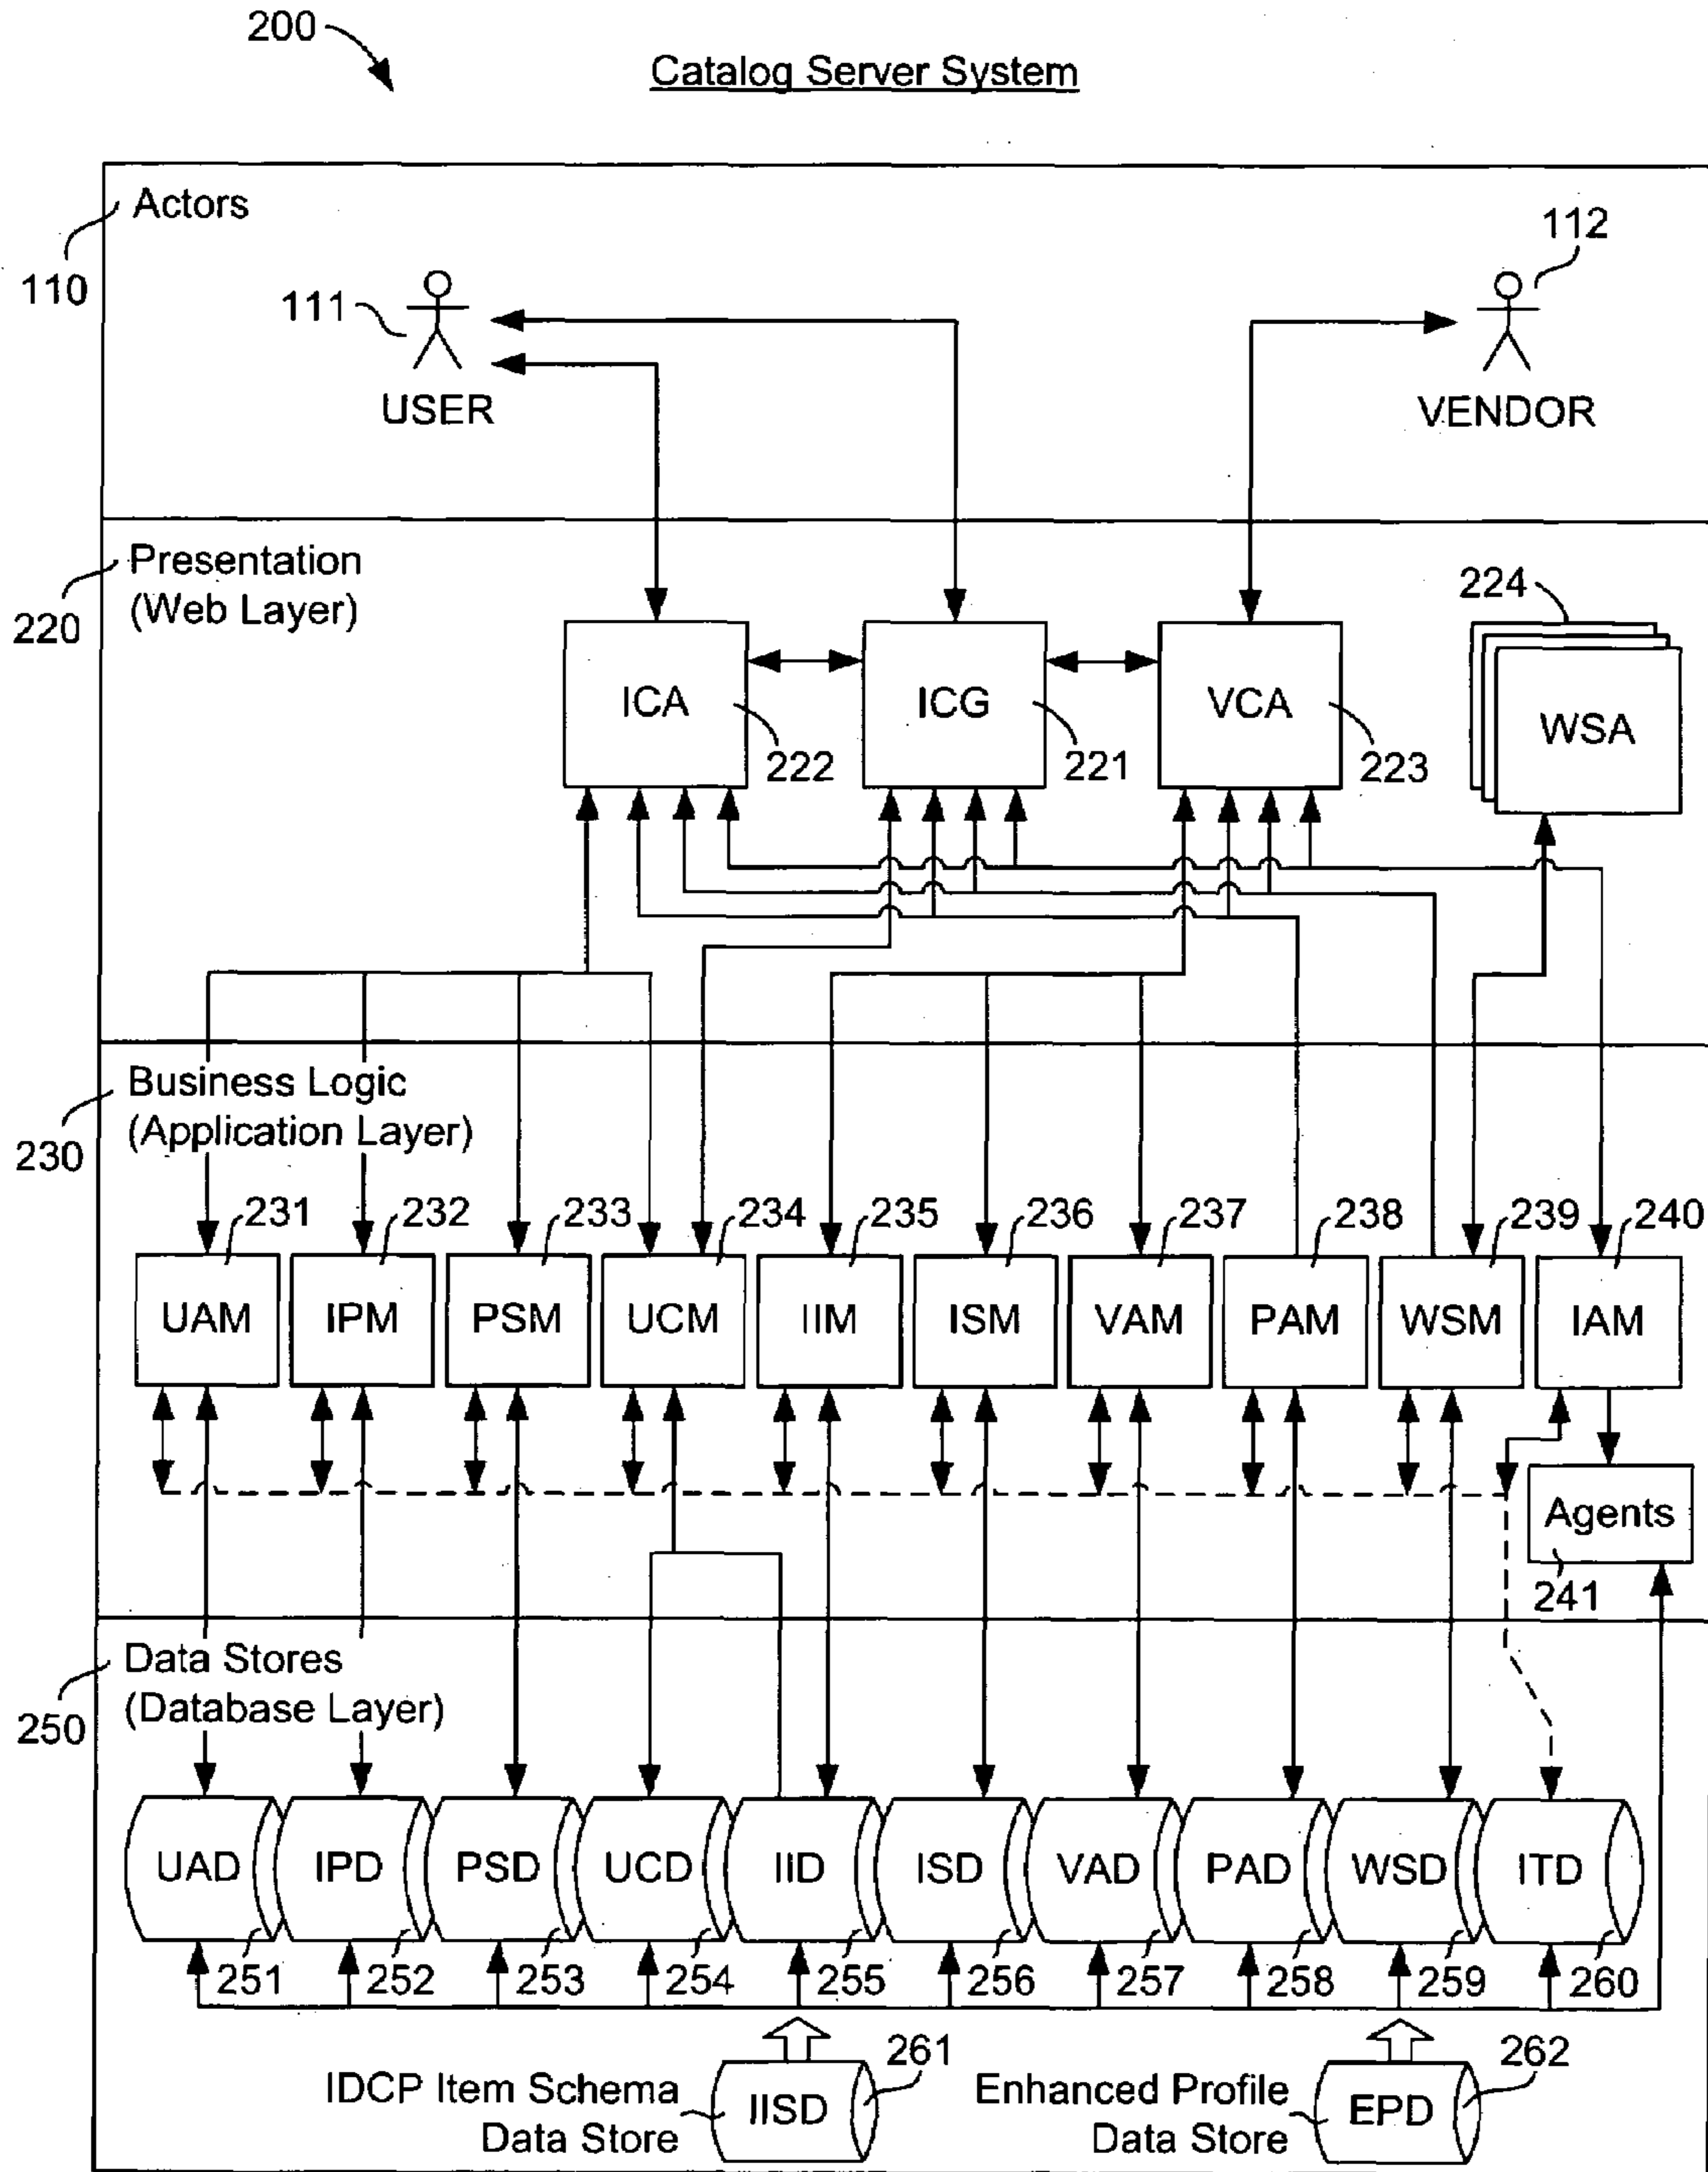 200
Catalog Server System
Actors
110
112
111
USER
VENDOR
Presentation
(Web Layer)
220
224
ICA
ICG
VCA
WSA
222
221
223
Business Logic
(Application Layer)
230
231
232
233
234
235
236
237
238
239
240
UAM
IPM
PSM
UCM
IIM
ISM
VAM
PAM
WSM
IAM
Agents
241
Data Stores
(Database Layer)
250
UAD
IPD
PSD
UCD
IID
ISD
VAD
PAD
WSD
ITD
251
252
253
254
255
256
257
258
259
260
261
262
IDCP Item Schema
Data Store
IISD
Enhanced Profile
Data Store
EPD